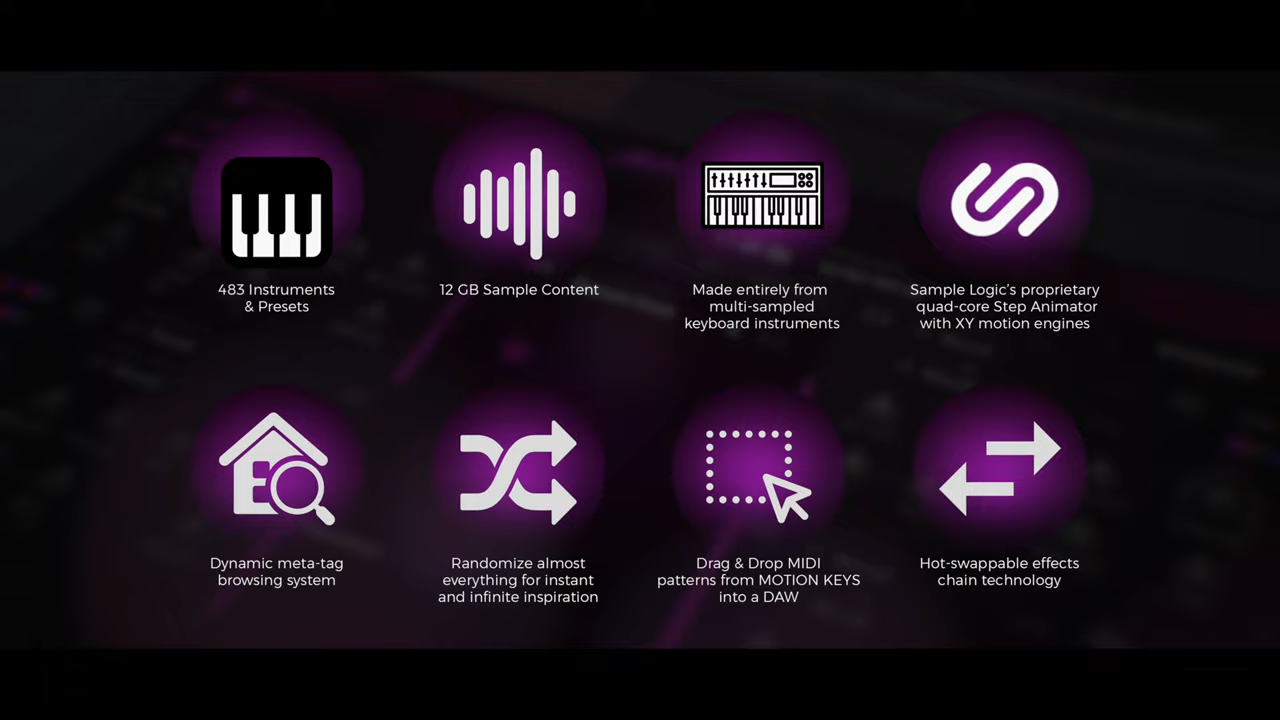 483 Instruments
& Presets
12 GB Sample Content
Made entirely from
multi-sampled
keyboard instruments
Sample Logic’s proprietary
quad-core Step Animator
with XY motion engines
Dynamic meta-tag
browsing system
Randomize almost
everything for instant
and infinite inspiration
Drag & Drop MIDI
patterns from MOTION KEYS
into a DAW
Hot-swappable effects
chain technology